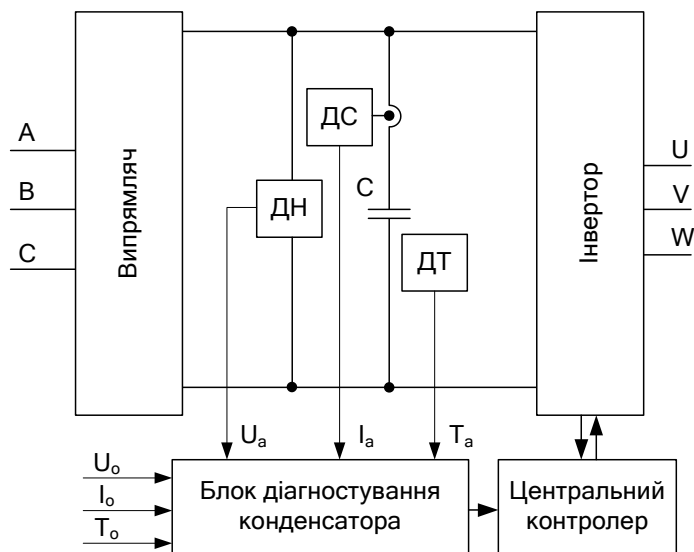 Випрямляч
A
B
C
ДС
ДН
C
ДТ
Інвертор
U
V
W
Uₐ
Iₐ
Tₐ
Uₒ
Iₒ
Tₒ
Блок діагностування
конденсатора
Центральний
контролер